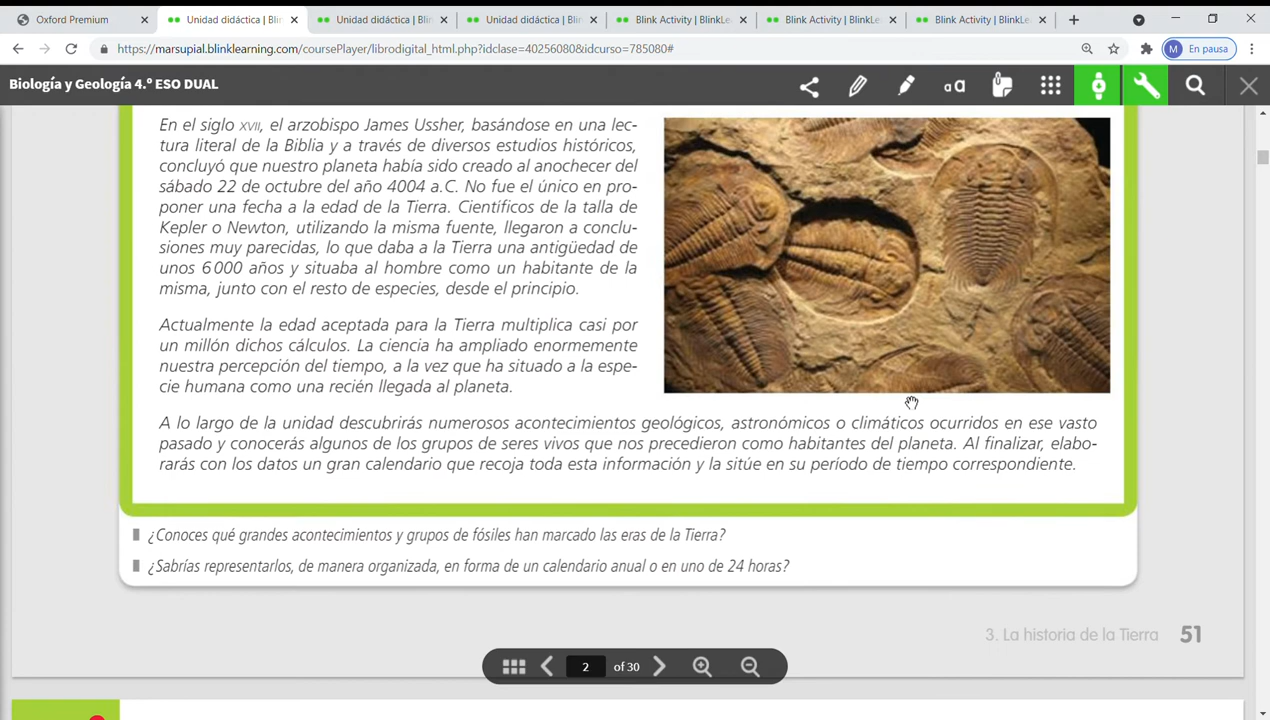 Oxford Premium
Unidad didáctica | Blin
Unidad didáctica | Blin
Unidad didáctica | Blin
Blink Activity | BlinkLe
Blink Activity | BlinkLe
Blink Activity | BlinkLe
https://marsupial.blinklearning.com/coursePlayer/librodigital_html.php?idclase=40256080&idcurso=785080#
M En pausa
Biología y Geología 4.º ESO DUAL
aA
En el siglo XVII, el arzobispo James Ussher, basándose en una lec-
tura literal de la Biblia y a través de diversos estudios históricos,
concluyó que nuestro planeta había sido creado al anochecer del
sábado 22 de octubre del año 4004 a.C. No fue el único en pro-
poner una fecha a la edad de la Tierra. Científicos de la talla de
Kepler o Newton, utilizando la misma fuente, llegaron a conclu-
siones muy parecidas, lo que daba a la Tierra una antigüedad de
unos 6 000 años y situaba al hombre como un habitante de la
misma, junto con el resto de especies, desde el principio.
Actualmente la edad aceptada para la Tierra multiplica casi por
un millón dichos cálculos. La ciencia ha ampliado enormemente
nuestra percepción del tiempo, a la vez que ha situado a la espe-
cie humana como una recién llegada al planeta.
A lo largo de la unidad descubrirás numerosos acontecimientos geológicos, astronómicos o climáticos ocurridos en ese vasto
pasado y conocerás algunos de los grupos de seres vivos que nos precedieron como habitantes del planeta. Al finalizar, elabo-
rarás con los datos un gran calendario que recoja toda esta información y la sitúe en su período de tiempo correspondiente.
¿Conoces qué grandes acontecimientos y grupos de fósiles han marcado las eras de la Tierra?
¿Sabrías representarlos, de manera organizada, en forma de un calendario anual o en uno de 24 horas?
3. La historia de la Tierra 51
2 of 30